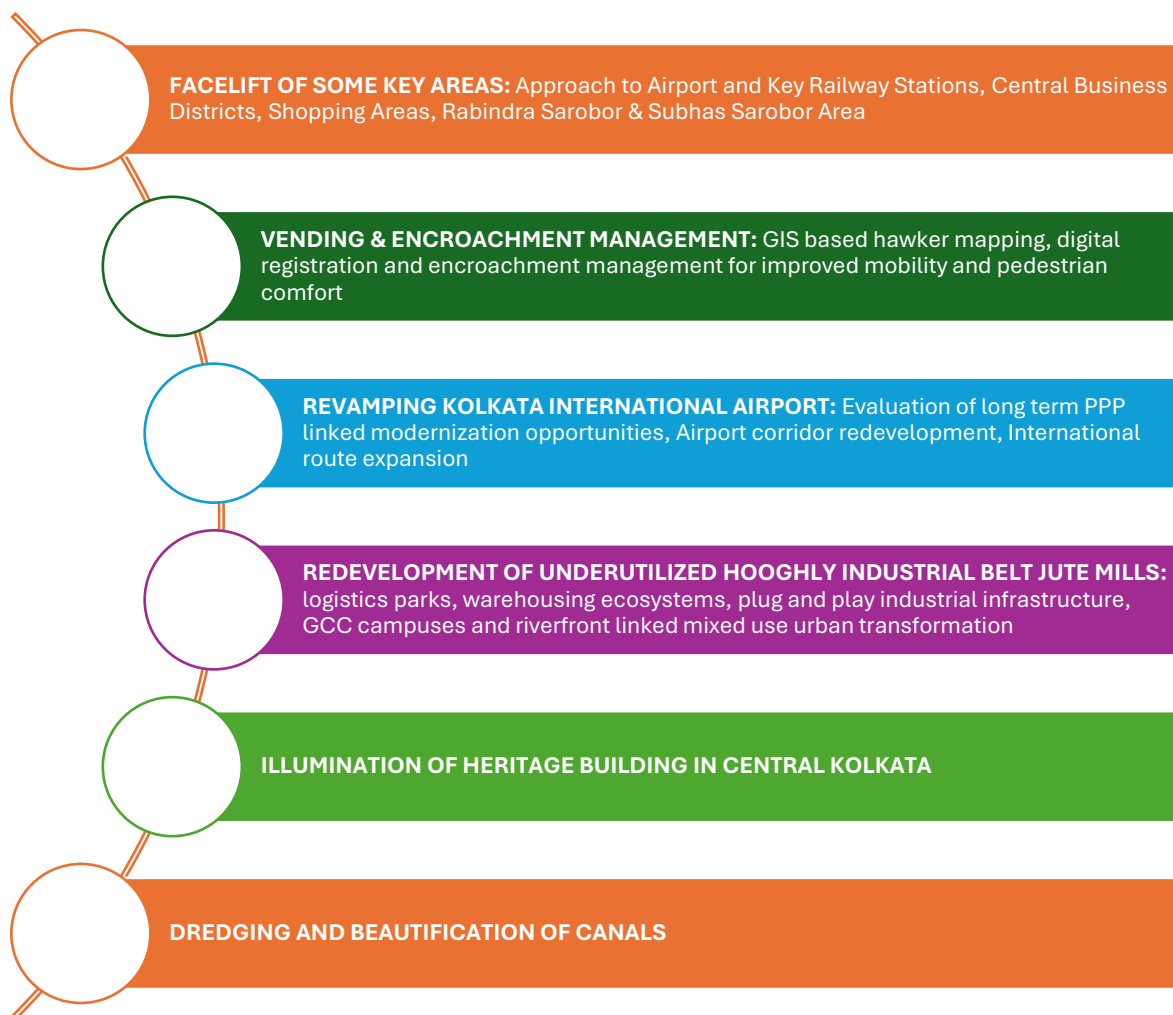 FACELIFT OF SOME KEY AREAS: Approach to Airport and Key Railway Stations, Central Business
Districts, Shopping Areas, Rabindra Sarobor & Subhas Sarobor Area
VENDING & ENCROACHMENT MANAGEMENT: GIS based hawker mapping, digital
registration and encroachment management for improved mobility and pedestrian
comfort
REVAMPING KOLKATA INTERNATIONAL AIRPORT: Evaluation of long term PPP
linked modernization opportunities, Airport corridor redevelopment, International
route expansion
REDEVELOPMENT OF UNDERUTILIZED HOOGHLY INDUSTRIAL BELT JUTE MILLS:
logistics parks, warehousing ecosystems, plug and play industrial infrastructure,
GCC campuses and riverfront linked mixed use urban transformation
ILLUMINATION OF HERITAGE BUILDING IN CENTRAL KOLKATA
DREDGING AND BEAUTIFICATION OF CANALS